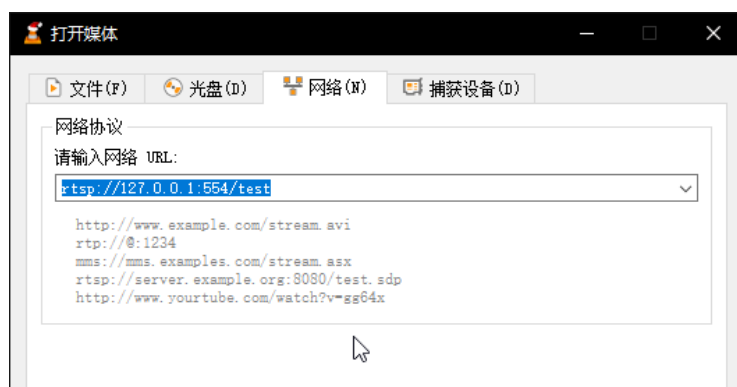 打开媒体
文件(F) 光盘(D) 网络(N) 捕获设备(D)
网络协议
请输入网络 URL:
rtsp://127.0.0.1:554/test
http://www.example.com/stream.avi
rtp://@:1234
mms://mms.examples.com/stream.asx
rtsp://server.example.org:8080/test.sdp
http://www.yourtube.com/watch?v=gg64x